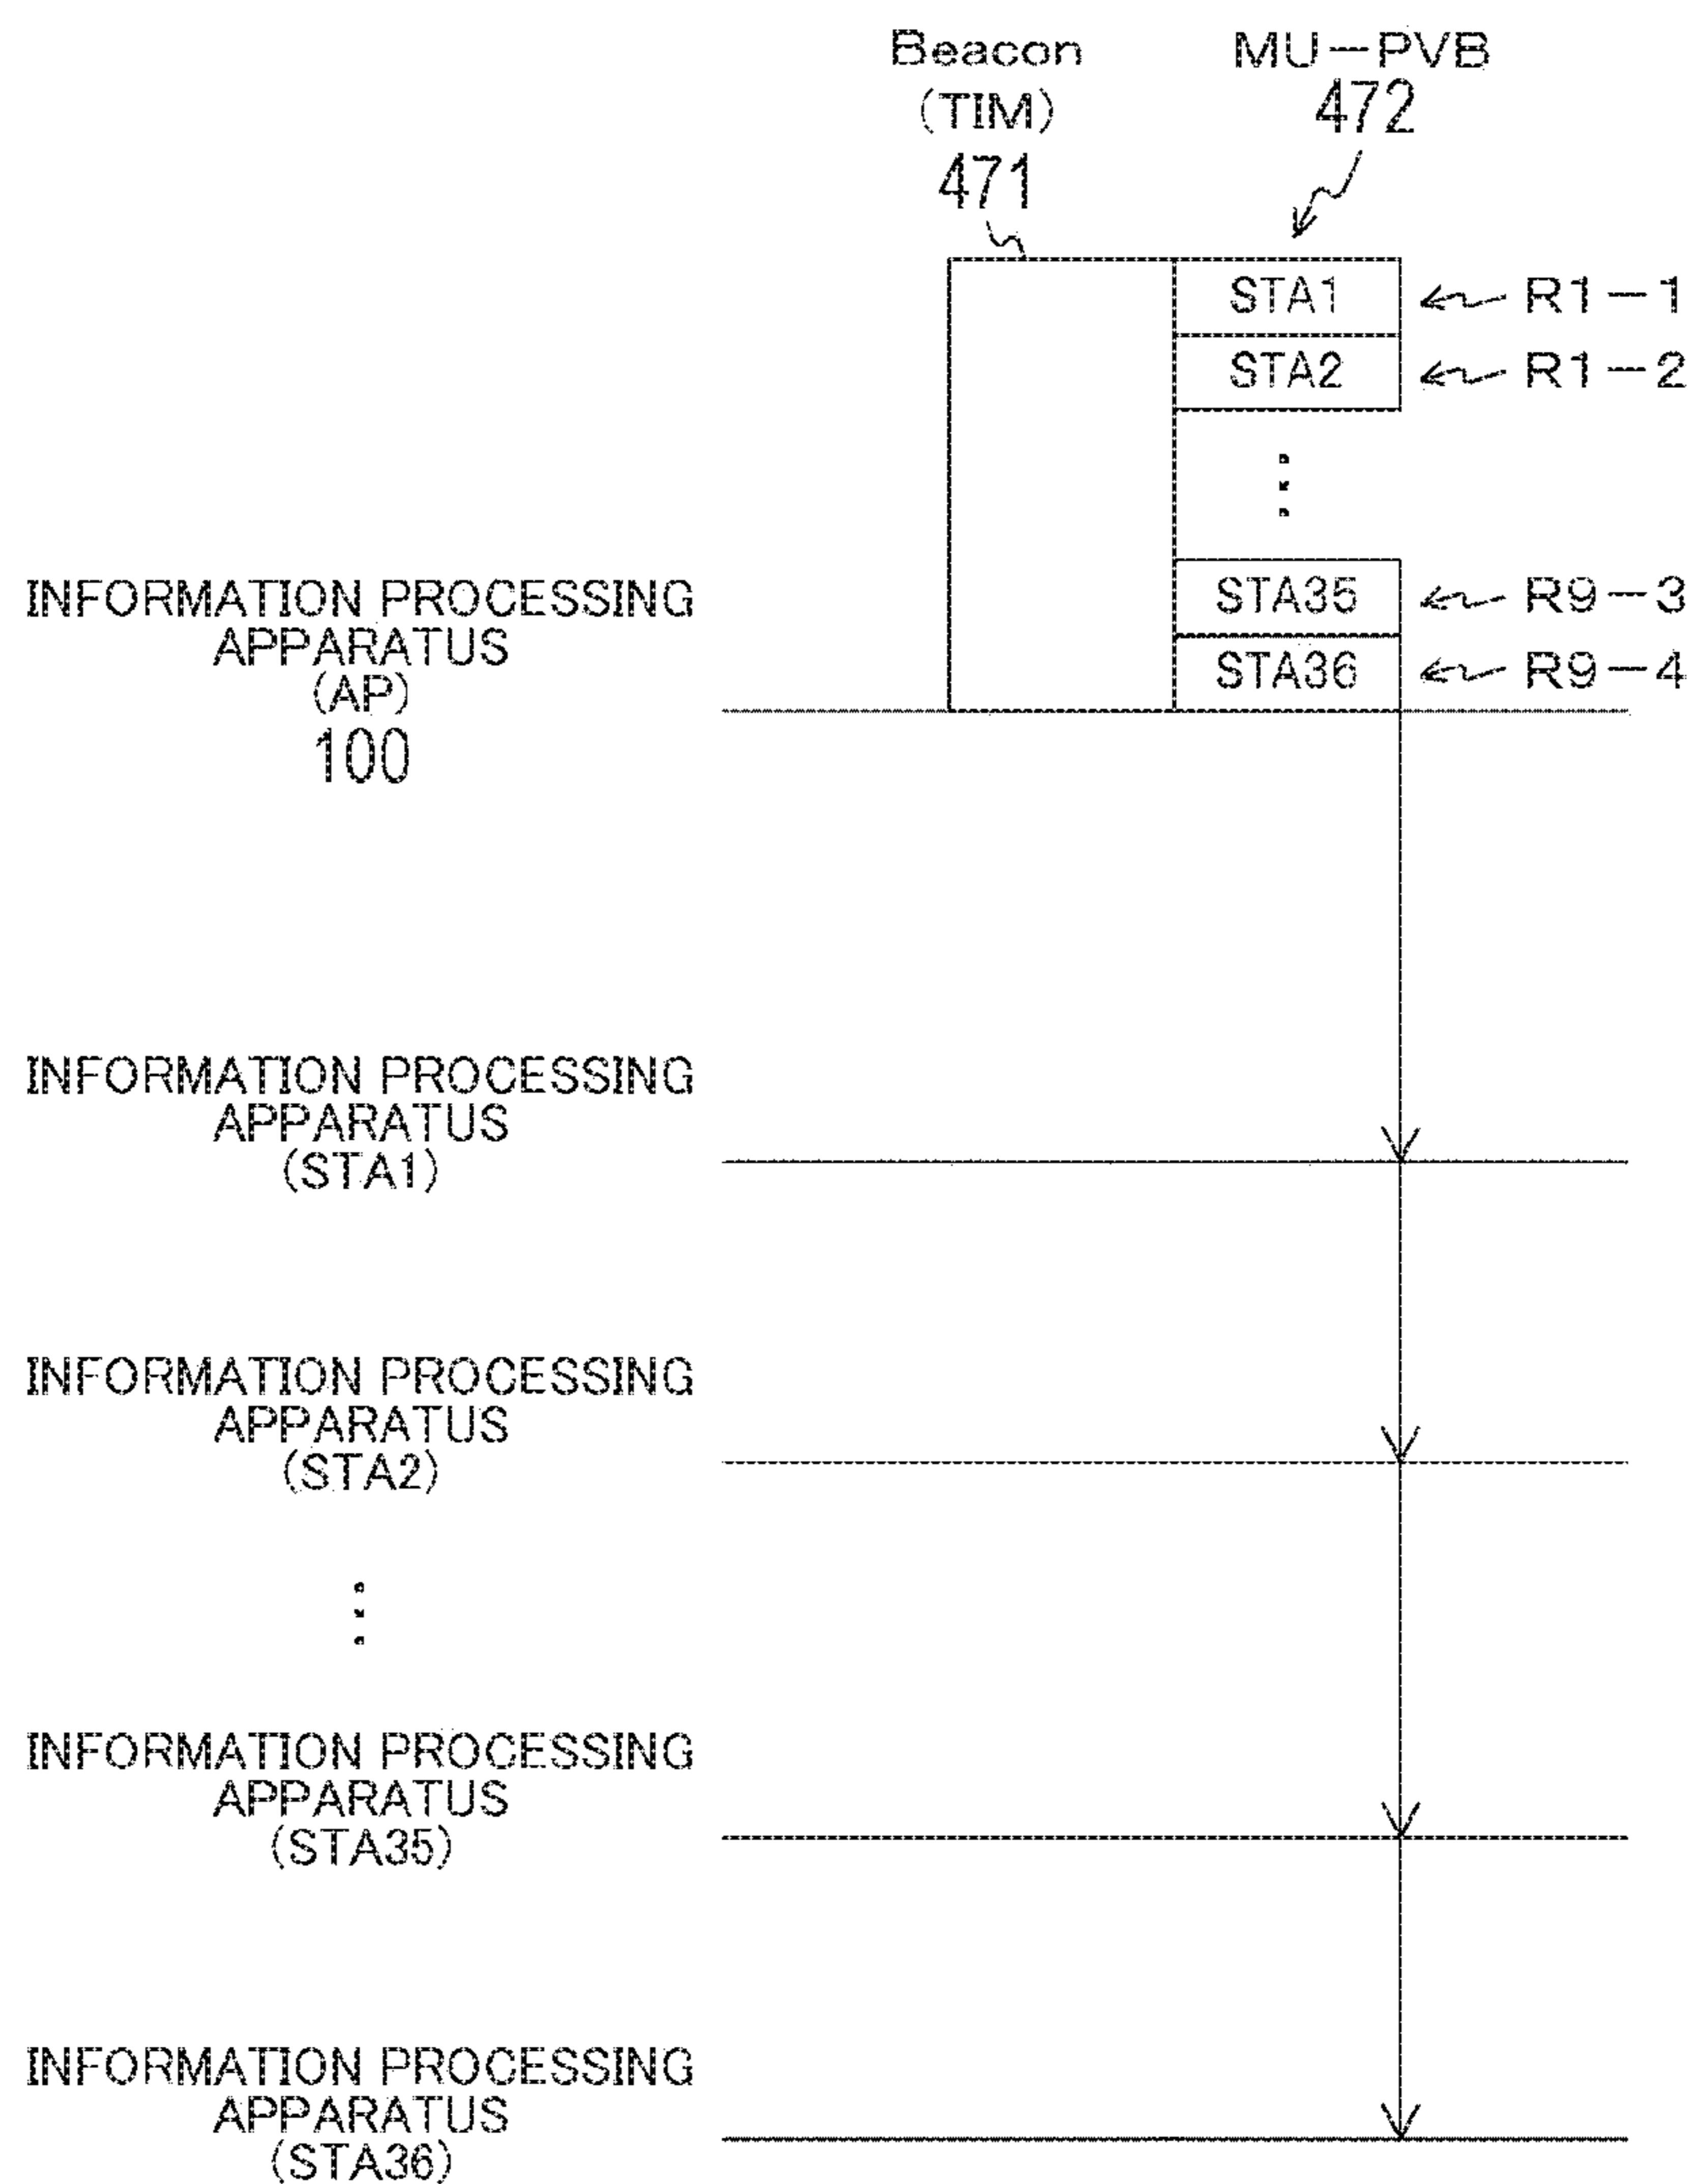 Beacon
(TIM)
471
MU-PVB
472
STA1
R1-1
STA2
R1-2
STA35
R9-3
STA36
R9-4
INFORMATION PROCESSING
APPARATUS
(AP)
100
INFORMATION PROCESSING
APPARATUS
(STA1)
INFORMATION PROCESSING
APPARATUS
(STA2)
INFORMATION PROCESSING
APPARATUS
(STA35)
INFORMATION PROCESSING
APPARATUS
(STA36)